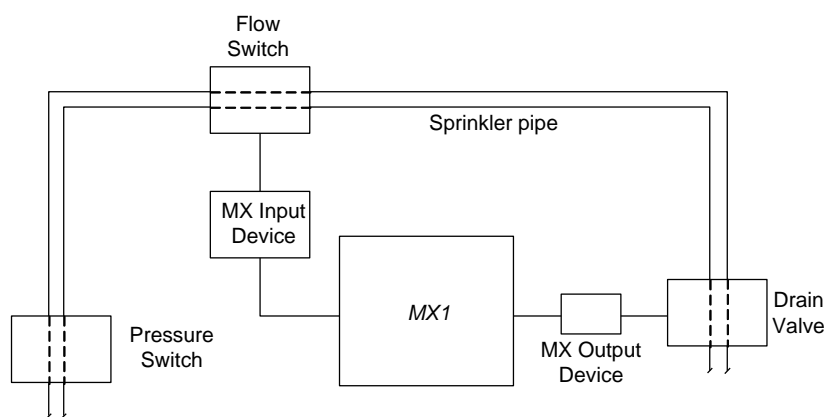 Flow
Switch
Sprinkler pipe
MX Input
Device
MX1
Drain
Valve
Pressure
Switch
MX Output
Device